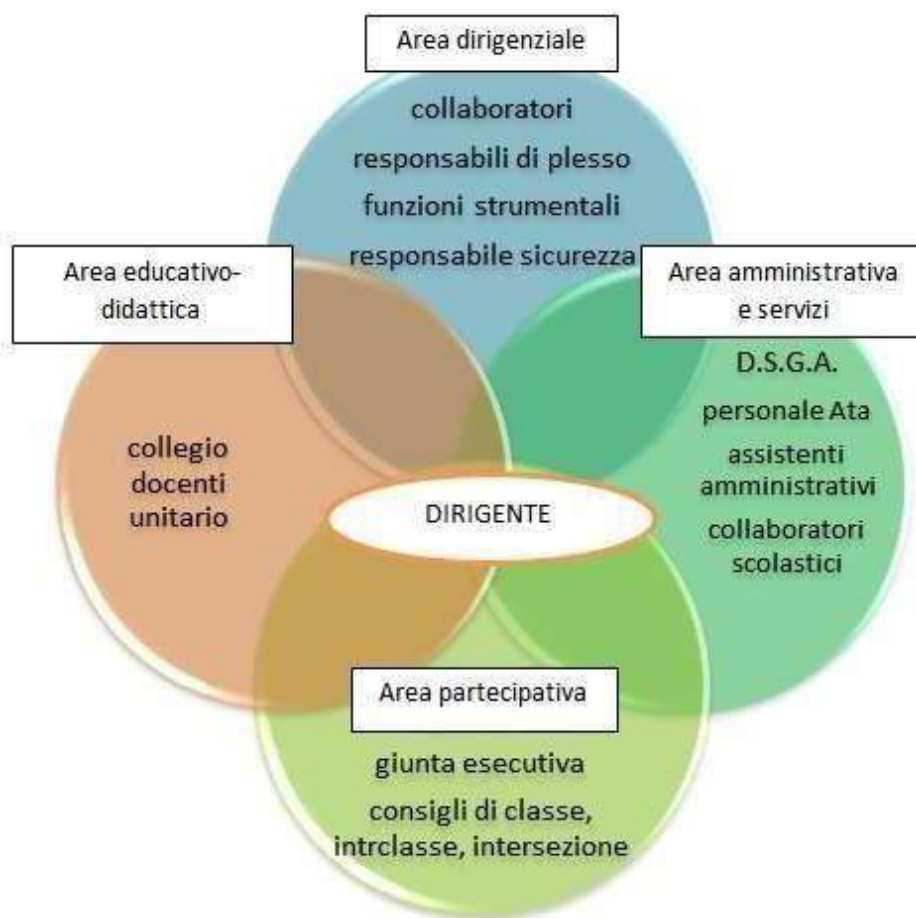 Area dirigenziale
collaboratori
responsabili di plesso
funzioni strumentali
responsabile sicurezza
Area educativo-
didattica
collegio
docenti
unitario
Area amministrativa
e servizi
D.S.G.A.
personale Ata
assistenti
amministrativi
collaboratori
scolastici
DIRIGENTE
Area partecipativa
giunta esecutiva
consigli di classe,
intrclasse, intersezione